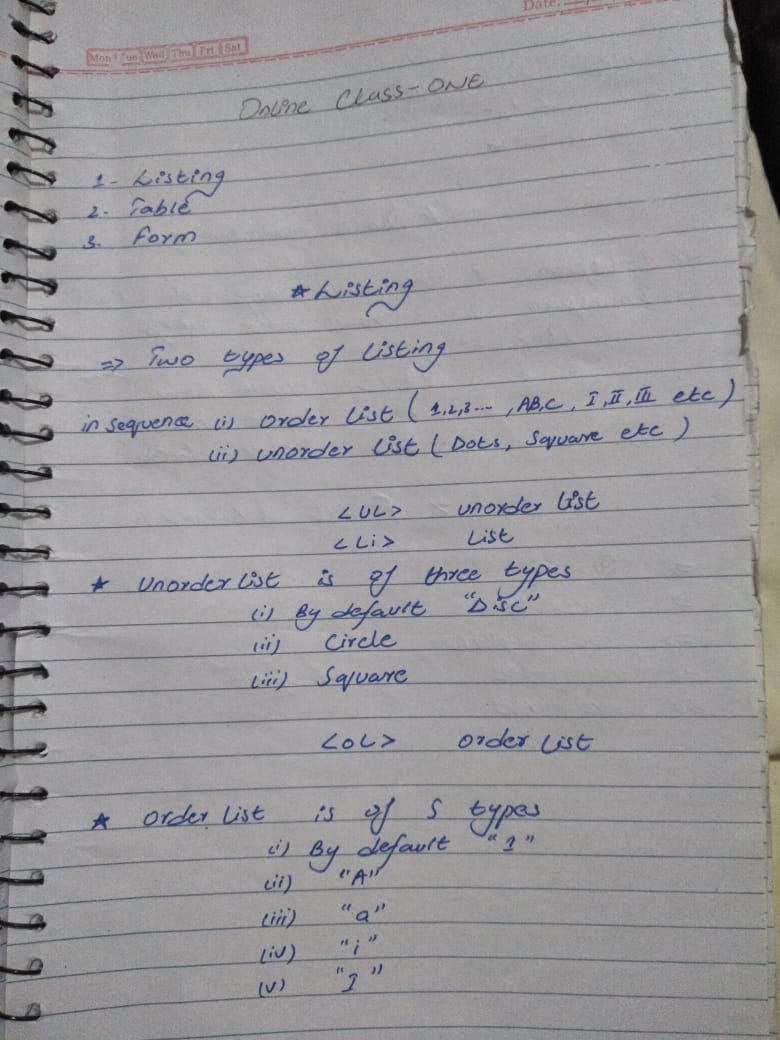 Date:
Mon Tue Wed Thu Fri Sat
Online Class-ONE
1- Listing
2. Table
3. Form
* Listing
=> Two types of listing
in sequence (i) order list ( 1,2,3---- , AB,C , I,II,III etc )
(ii) unorder list ( Dots, Square etc )
<UL> unorder list
<Li> List
* unorder list is of three types
(i) By default "Disc"
(ii) Circle
(iii) Square
<OL> order list
* order list is of 5 types
(i) By default "1"
(ii) "A"
(iii) "a"
(iv) "i"
(v) "I"